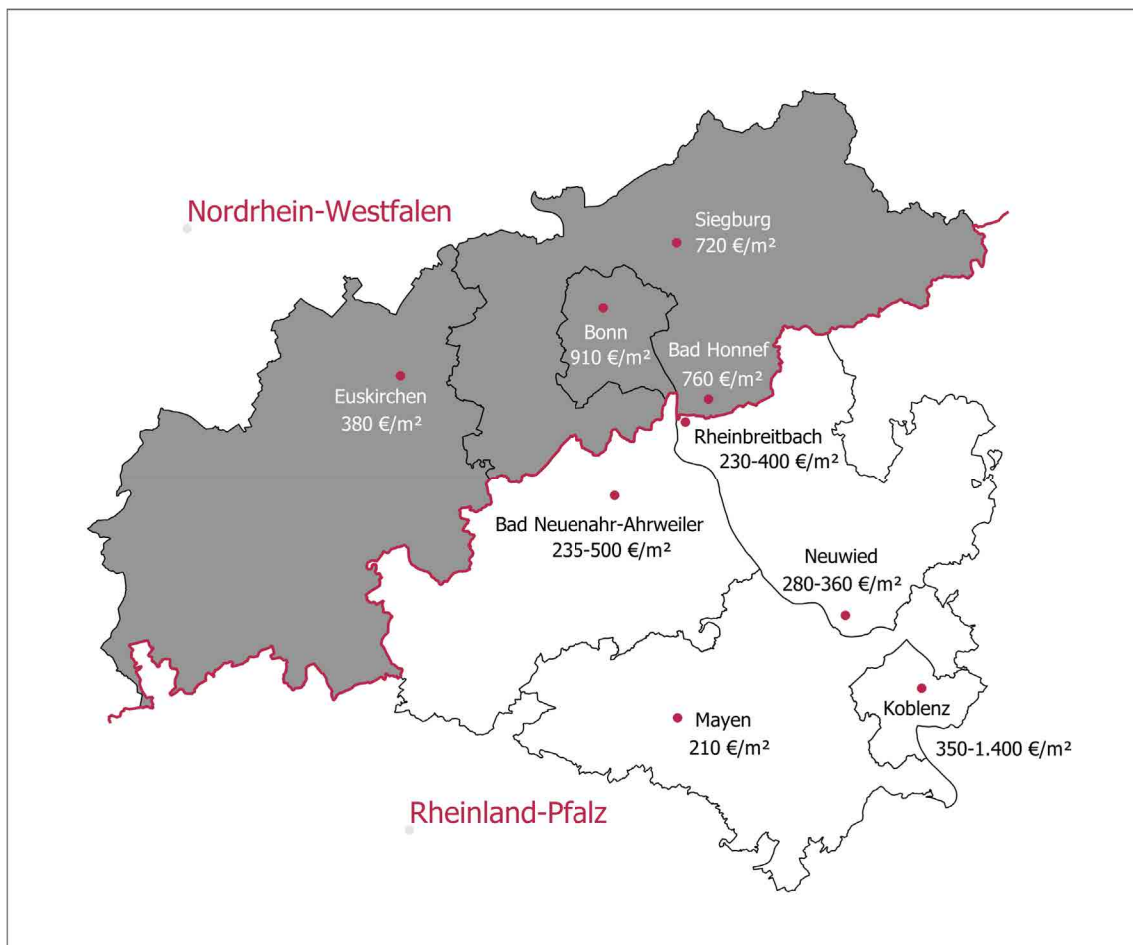 Nordrhein-Westfalen
Siegburg
720 €/m²
Bonn
910 €/m²
Bad Honnef
760 €/m²
Euskirchen
380 €/m²
Rheinbreitbach
230-400 €/m²
Bad Neuenahr-Ahrweiler
235-500 €/m²
Neuwied
280-360 €/m²
Koblenz
350-1.400 €/m²
Mayen
210 €/m²
Rheinland-Pfalz